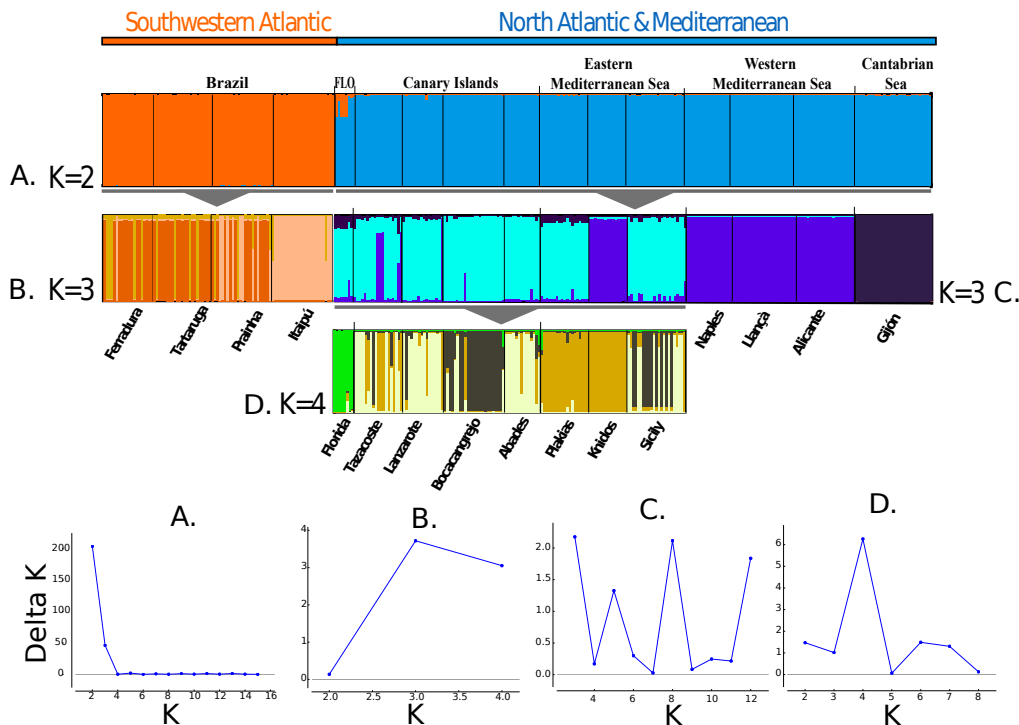 Southwestern Atlantic North Atlantic & Mediterranean
Brazil FLO Canary Islands Eastern Mediterranean Sea Western Mediterranean Sea Cantabrian Sea
A. K=2
B. K=3 K=3 C.
Ferradura Tartaruga Prainha Itaipú Naples Llançà Alicante Gijón
D. K=4
Florida Tazacoste Lanzarote Bocacangrejo Abades Plakias Knidos Sicily
A. B. C. D.
Delta K
200
150
100
50
0
2 4 6 8 10 12 14 16
K
4
3
2
1
0
2.0 2.5 3.0 3.5 4.0
K
2.0
1.5
1.0
0.5
0.0
4 6 8 10 12
K
6
5
4
3
2
1
0
2 3 4 5 6 7 8
K